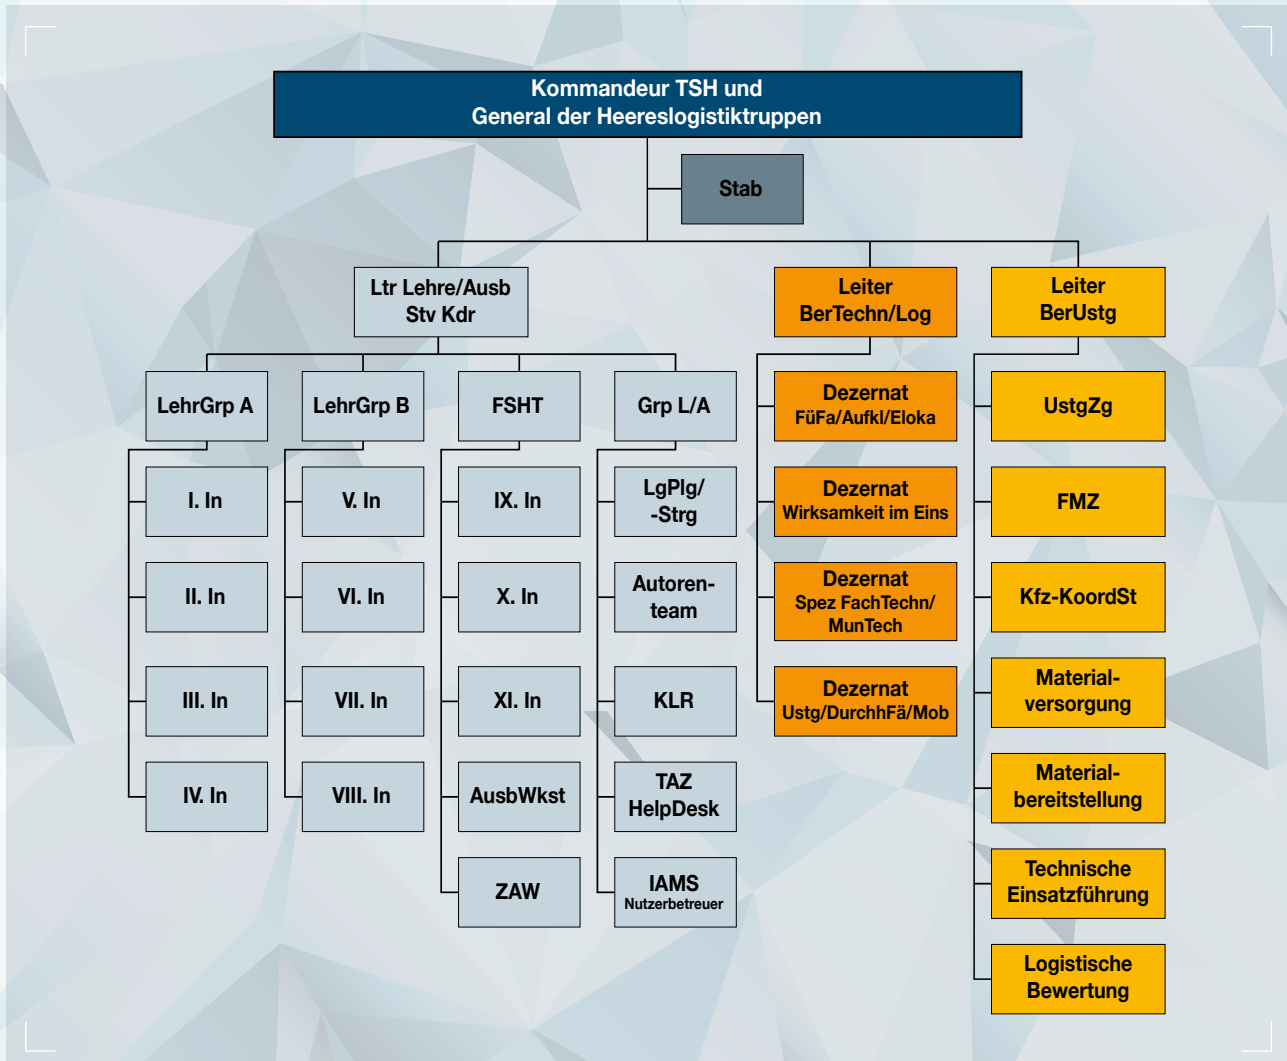 Kommandeur TSH und
General der Heereslogistiktruppen
Stab
Ltr Lehre/Ausb
Stv Kdr
Leiter
BerTechn/Log
Leiter
BerUstg
LehrGrp A
LehrGrp B
FSHT
Grp L/A
Dezernat
FüFa/Aufkl/Eloka
UstgZg
I. In
V. In
IX. In
LgPlg/
-Strg
Dezernat
Wirksamkeit im Eins
FMZ
II. In
VI. In
X. In
Autoren-
team
Dezernat
Spez FachTechn/
MunTech
Kfz-KoordSt
III. In
VII. In
XI. In
KLR
Dezernat
Ustg/DurchhFä/Mob
Material-
versorgung
IV. In
VIII. In
AusbWkst
TAZ
HelpDesk
Material-
bereitstellung
ZAW
IAMS
Nutzerbetreuer
Technische
Einsatzführung
Logistische
Bewertung